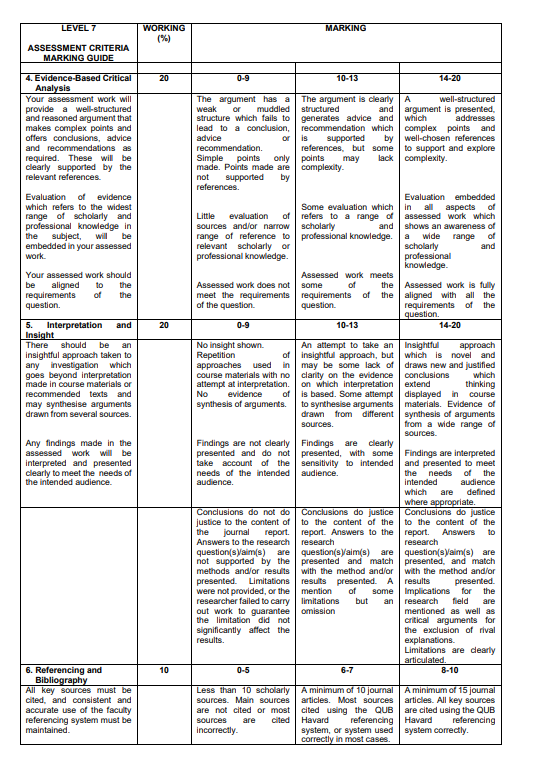 LEVEL 7
ASSESSMENT CRITERIA
MARKING GUIDE
WORKING
(%)
MARKING
4. Evidence-Based Critical
Analysis
20
0-9
10-13
14-20
Your assessment work will
provide a well-structured
and reasoned argument that
makes complex points and
offers conclusions, advice
and recommendations as
required. These will be
clearly supported by the
relevant references.
Evaluation of evidence
which refers to the widest
range of scholarly and
professional knowledge in
the subject, will be
embedded in your assessed
work.
Your assessed work should
be aligned to the
requirements of the
question.
The argument has a
weak or muddled
structure which fails to
lead to a conclusion,
advice or
recommendation.
Simple points only
made. Points made are
not supported by
references.
Little evaluation of
sources and/or narrow
range of reference to
relevant scholarly or
professional knowledge.
Assessed work does not
meet the requirements
of the question.
The argument is clearly
structured and
generates advice and
recommendation which
is supported by
references, but some
points may lack
complexity.
Some evaluation which
refers to a range of
scholarly and
professional knowledge.
Assessed work meets
some of the
requirements of the
question.
A well-structured
argument is presented,
which addresses
complex points and
well-chosen references
to support and explore
complexity.
Evaluation embedded
in all aspects of
assessed work which
shows an awareness of
a wide range of
scholarly and
professional
knowledge.
Assessed work is fully
aligned with all the
requirements of the
question.
5. Interpretation and
Insight
20
0-9
10-13
14-20
There should be an
insightful approach taken to
any investigation which
goes beyond interpretation
made in course materials or
recommended texts and
may synthesise arguments
drawn from several sources.
Any findings made in the
assessed work will be
interpreted and presented
clearly to meet the needs of
the intended audience.
No insight shown.
Repetition of
approaches used in
course materials with no
attempt at interpretation.
No evidence of
synthesis of arguments.
Findings are not clearly
presented and do not
take account of the
needs of the intended
audience.
An attempt to take an
insightful approach, but
may be some lack of
clarity on the evidence
on which interpretation
is based. Some attempt
to synthesise arguments
drawn from different
sources.
Findings are clearly
presented, with some
sensitivity to intended
audience.
Insightful approach
which is novel and
draws new and justified
conclusions which
extend thinking
displayed in course
materials. Evidence of
synthesis of arguments
from a wide range of
sources.
Findings are interpreted
and presented to meet
the needs of the
intended audience
which are defined
where appropriate.
Conclusions do not do
justice to the content of
the journal report.
Answers to the research
question(s)/aim(s) are
not supported by the
methods and/or results
presented. Limitations
were not provided, or the
researcher failed to carry
out work to guarantee
the limitation did not
significantly affect the
results.
Conclusions do justice
to the content of the
report. Answers to the
research
question(s)/aim(s) are
presented and match
with the method and/or
results presented. A
mention of some
limitations but an
omission
Conclusions do justice
to the content of the
report. Answers to
research
question(s)/aim(s) are
presented, and match
with the method and/or
results presented.
Implications for the
research field are
mentioned as well as
critical arguments for
the exclusion of rival
explanations.
Limitations are clearly
articulated.
6. Referencing and
Bibliography
10
0-5
6-7
8-10
All key sources must be
cited, and consistent and
accurate use of the faculty
referencing system must be
maintained.
Less than 10 scholarly
sources. Main sources
are not cited or most
sources are cited
incorrectly.
A minimum of 10 journal
articles. Most sources
cited using the QUB
Havard referencing
system, or system used
correctly in most cases.
A minimum of 15 journal
articles. All key sources
are cited using the QUB
Havard referencing
system correctly.